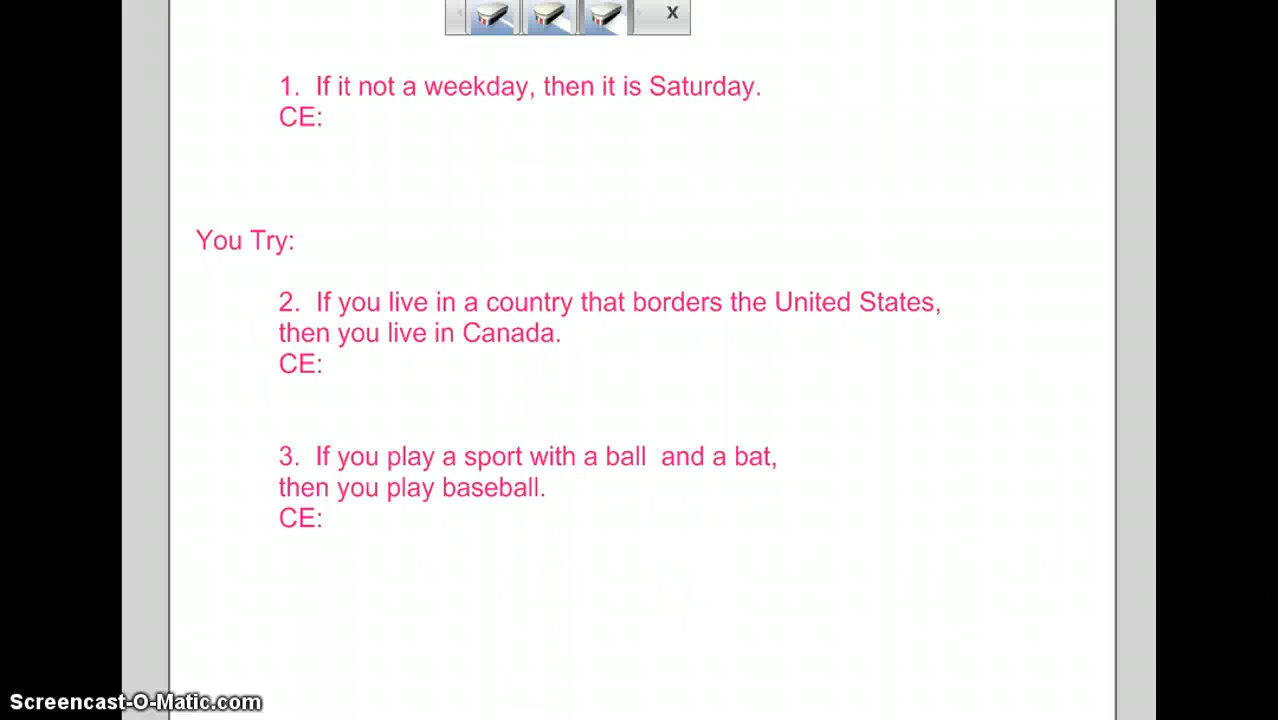 x
1. If it not a weekday, then it is Saturday.
CE:
You Try:
2. If you live in a country that borders the United States,
then you live in Canada.
CE:
3. If you play a sport with a ball and a bat,
then you play baseball.
CE:
Screencast-O-Matic.com